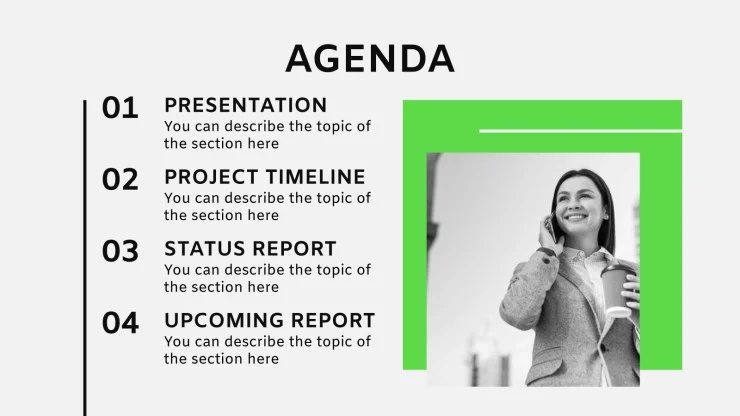 AGENDA
01 PRESENTATION
You can describe the topic of
the section here
02 PROJECT TIMELINE
You can describe the topic of
the section here
03 STATUS REPORT
You can describe the topic of
the section here
04 UPCOMING REPORT
You can describe the topic of
the section here